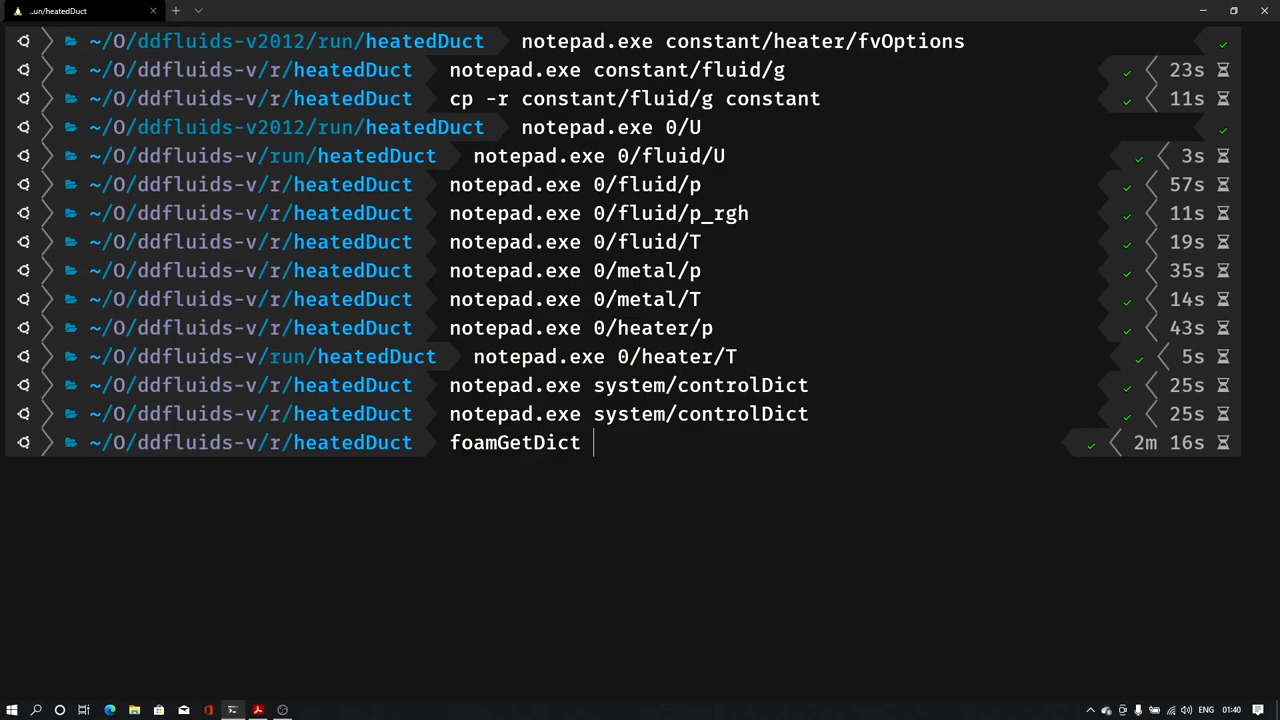 ..un/heatedDuct
~/O/ddfluids-v2012/run/heatedDuct notepad.exe constant/heater/fvOptions ✓
~/O/ddfluids-v/r/heatedDuct notepad.exe constant/fluid/g ✓ 23s
~/O/ddfluids-v/r/heatedDuct cp -r constant/fluid/g constant ✓ 11s
~/O/ddfluids-v2012/run/heatedDuct notepad.exe 0/U ✓
~/O/ddfluids-v/run/heatedDuct notepad.exe 0/fluid/U ✓ 3s
~/O/ddfluids-v/r/heatedDuct notepad.exe 0/fluid/p ✓ 57s
~/O/ddfluids-v/r/heatedDuct notepad.exe 0/fluid/p_rgh ✓ 11s
~/O/ddfluids-v/r/heatedDuct notepad.exe 0/fluid/T ✓ 19s
~/O/ddfluids-v/r/heatedDuct notepad.exe 0/metal/p ✓ 35s
~/O/ddfluids-v/r/heatedDuct notepad.exe 0/metal/T ✓ 14s
~/O/ddfluids-v/r/heatedDuct notepad.exe 0/heater/p ✓ 43s
~/O/ddfluids-v/run/heatedDuct notepad.exe 0/heater/T ✓ 5s
~/O/ddfluids-v/r/heatedDuct notepad.exe system/controlDict ✓ 25s
~/O/ddfluids-v/r/heatedDuct notepad.exe system/controlDict ✓ 25s
~/O/ddfluids-v/r/heatedDuct foamGetDict ✓ 2m 16s
ENG 01:40